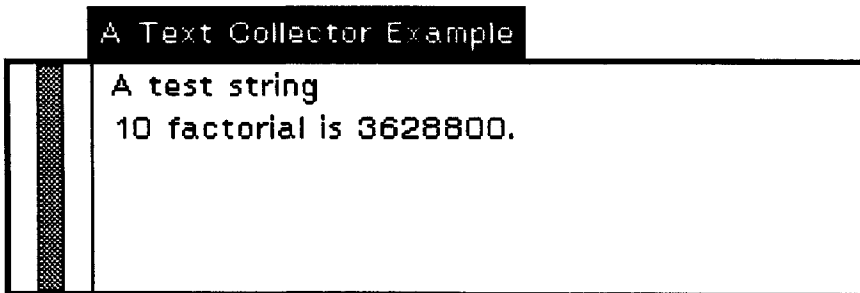 A Text Collector Example
A test string
10 factorial is 3628800.